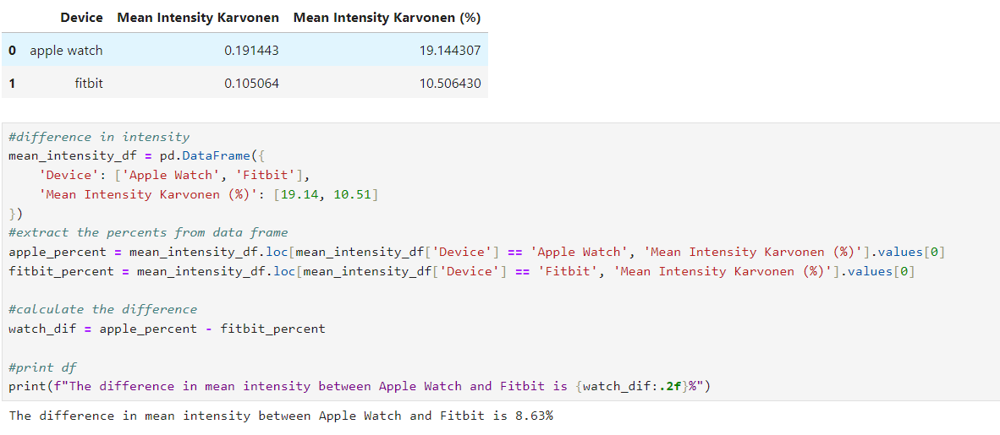 Device Mean Intensity Karvonen Mean Intensity Karvonen (%)
0 apple watch 0.191443 19.144307
1 fitbit 0.105064 10.506430
#difference in intensity
mean_intensity_df = pd.DataFrame({
    'Device': ['Apple Watch', 'Fitbit'],
    'Mean Intensity Karvonen (%)': [19.14, 10.51]
})
#extract the percents from data frame
apple_percent = mean_intensity_df.loc[mean_intensity_df['Device'] == 'Apple Watch', 'Mean Intensity Karvonen (%)'].values[0]
fitbit_percent = mean_intensity_df.loc[mean_intensity_df['Device'] == 'Fitbit', 'Mean Intensity Karvonen (%)'].values[0]
#calculate the difference
watch_dif = apple_percent - fitbit_percent
#print df
print(f"The difference in mean intensity between Apple Watch and Fitbit is {watch_dif:.2f}%")
The difference in mean intensity between Apple Watch and Fitbit is 8.63%